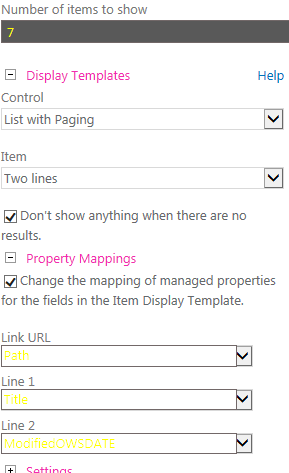 Number of items to show
7
Display Templates Help
Control
List with Paging
Item
Two lines
Don't show anything when there are no
results.
Property Mappings
Change the mapping of managed properties
for the fields in the Item Display Template.
Link URL
Path
Line 1
Title
Line 2
ModifiedOWSDATE
Settings